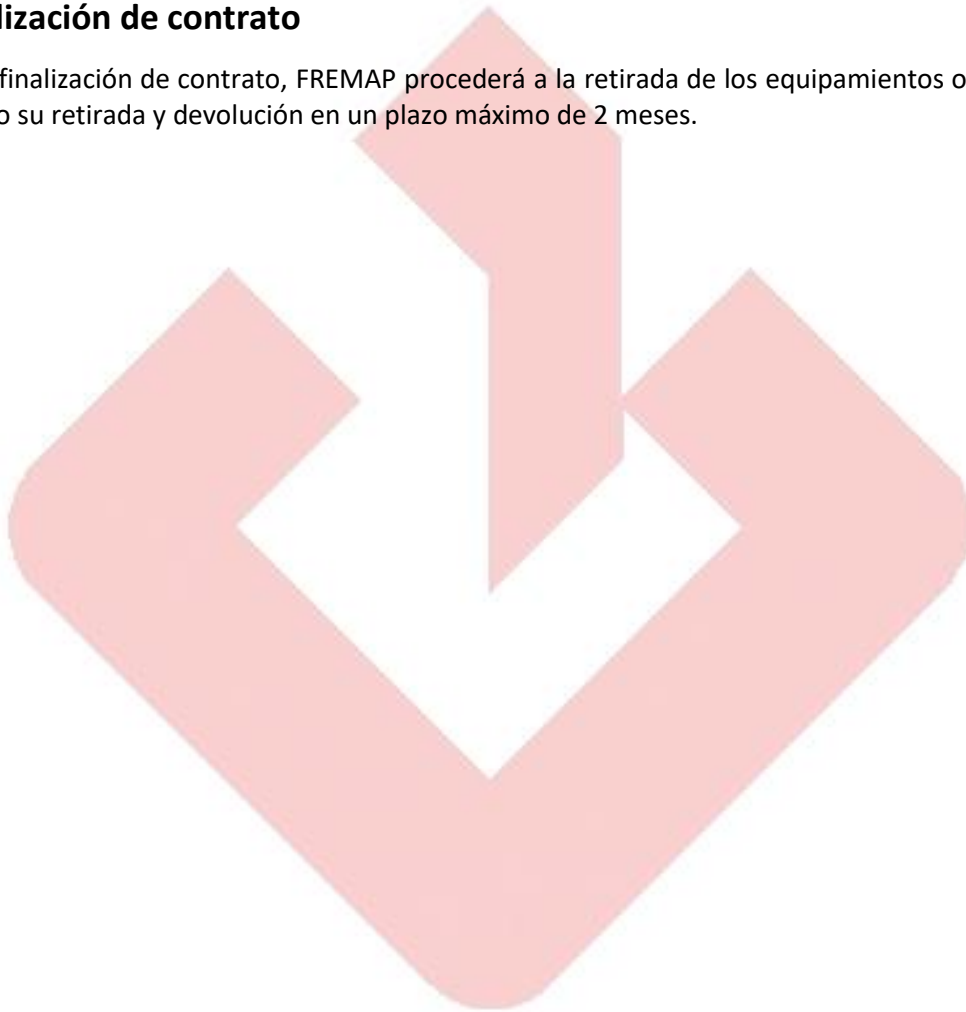 lización de contrato
finalización de contrato, FREMAP procederá a la retirada de los equipamientos o
o su retirada y devolución en un plazo máximo de 2 meses.